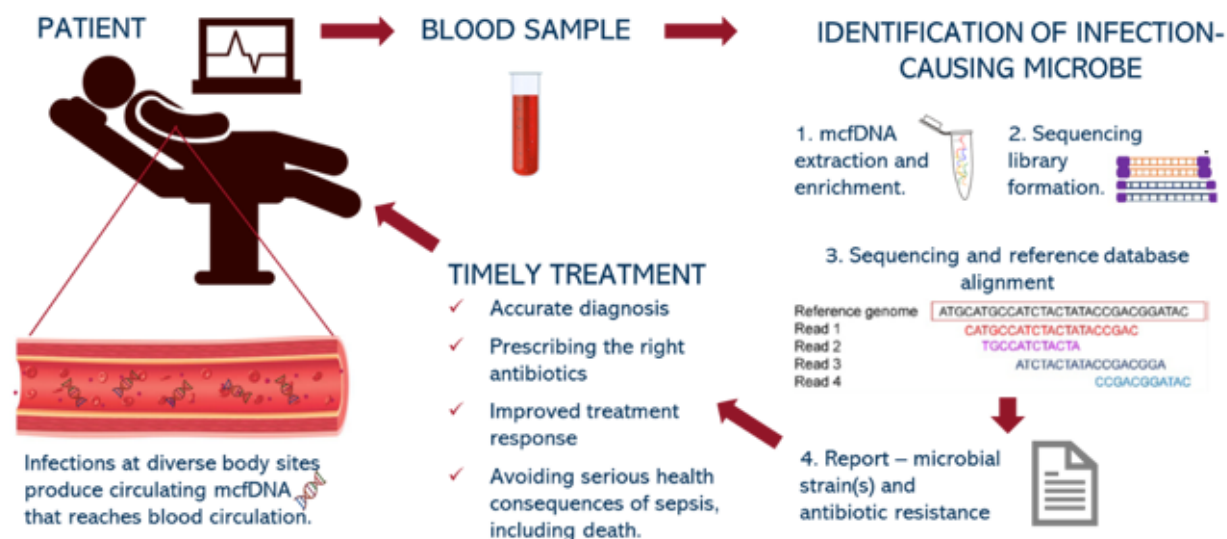 PATIENT
BLOOD SAMPLE
IDENTIFICATION OF INFECTION-
CAUSING MICROBE
1. mcfDNA
extraction and
enrichment.
2. Sequencing
library
formation.
3. Sequencing and reference database
alignment
Reference genome ATGCATGCCATCTACTATACCGACGGATAC
Read 1 CATGCCATCTACTATACCGAC
Read 2 TGCCATCTACTA
Read 3 ATCTACTATACCGACGGA
Read 4 CCGACGGATAC
4. Report – microbial
strain(s) and
antibiotic resistance
TIMELY TREATMENT
✓ Accurate diagnosis
✓ Prescribing the right
antibiotics
✓ Improved treatment
response
✓ Avoiding serious health
consequences of sepsis,
including death.
Infections at diverse body sites
produce circulating mcfDNA
that reaches blood circulation.